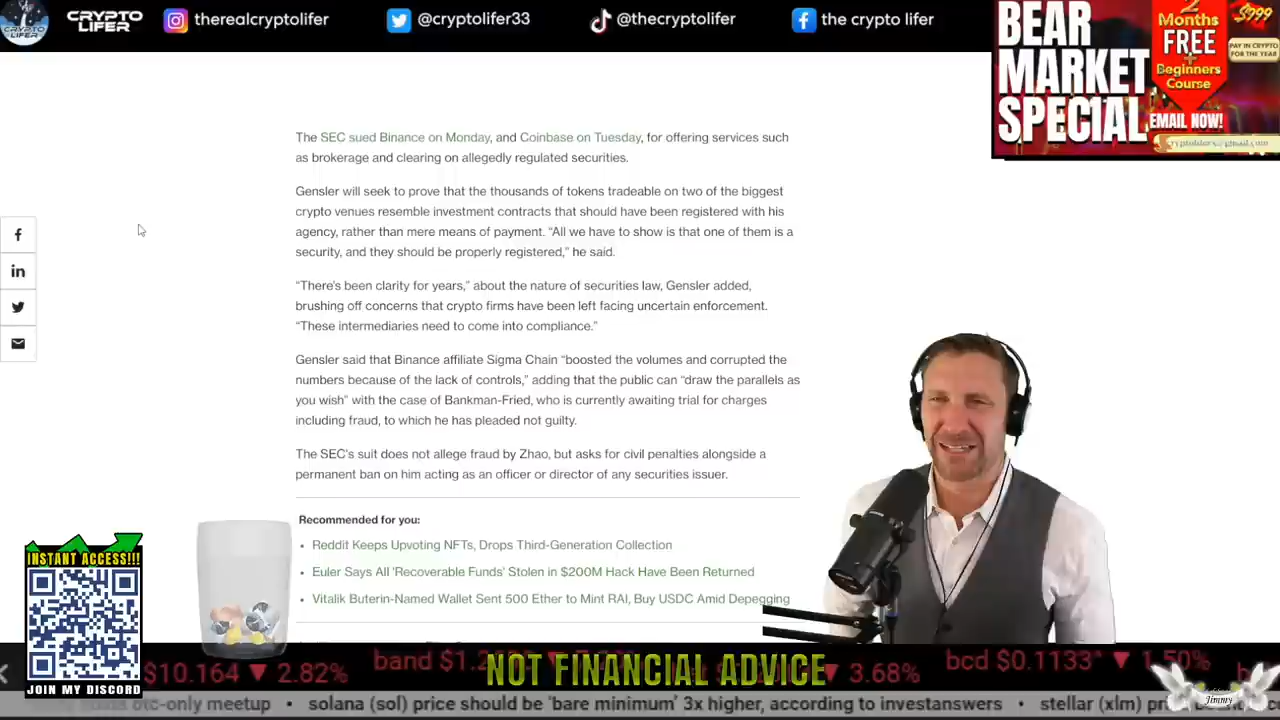 CRYPTO
LIFER
therealcryptolifer
@cryptolifer33
@thecryptolifer
the crypto lifer
BEAR
MARKET
SPECIAL
2
Months
FREE
+
Beginners
Course
$999
PAY IN CRYPTO
FOR THE YEAR
EMAIL NOW!
The SEC sued Binance on Monday, and Coinbase on Tuesday, for offering services such
as brokerage and clearing on allegedly regulated securities.
Gensler will seek to prove that the thousands of tokens tradeable on two of the biggest
crypto venues resemble investment contracts that should have been registered with his
agency, rather than mere means of payment. “All we have to show is that one of them is a
security, and they should be properly registered,” he said.
“There's been clarity for years,” about the nature of securities law, Gensler added,
brushing off concerns that crypto firms have been left facing uncertain enforcement.
“These intermediaries need to come into compliance.”
Gensler said that Binance affiliate Sigma Chain “boosted the volumes and corrupted the
numbers because of the lack of controls,” adding that the public can “draw the parallels as
you wish” with the case of Bankman-Fried, who is currently awaiting trial for charges
including fraud, to which he has pleaded not guilty.
The SEC's suit does not allege fraud by Zhao, but asks for civil penalties alongside a
permanent ban on him acting as an officer or director of any securities issuer.
Recommended for you:
• Reddit Keeps Upvoting NFTs, Drops Third-Generation Collection
• Euler Says All 'Recoverable Funds' Stolen in $200M Hack Have Been Returned
• Vitalik Buterin-Named Wallet Sent 500 Ether to Mint RAI, Buy USDC Amid Depegging
INSTANT ACCESS!!!
JOIN MY DISCORD
$10.164 ▼ 2.82% band $1. 3.68% bcd $0.1133 ▼ 1.50%
NOT FINANCIAL ADVICE
otc-only meetup • solana (sol) price should be 'bare minimum' 3x higher, according to investanswers • stellar (xlm)
Jimmy